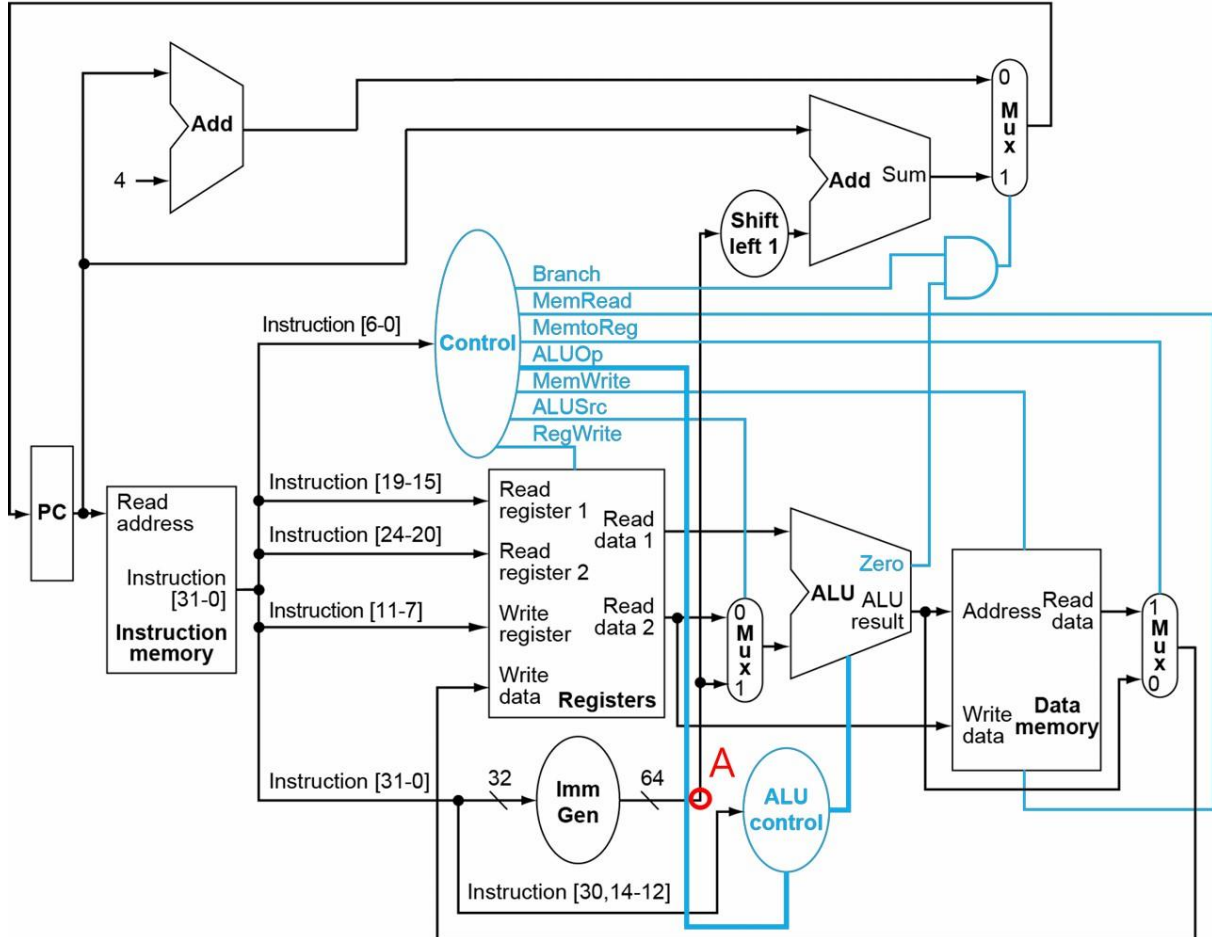 Add
4
0
Mux
1
Add Sum
Shift
left 1
Branch
MemRead
MemtoReg
ALUOp
MemWrite
ALUSrc
RegWrite
Control
Instruction [6-0]
PC
Read
address
Instruction
[31-0]
Instruction
memory
Instruction [19-15]
Instruction [24-20]
Instruction [11-7]
Read
register 1
Read
data 1
Read
register 2
Write
register
Read
data 2
Write
data
Registers
0
Mux
1
Zero
ALU
ALU
result
Address
Read
data
Write
data
Data
memory
1
Mux
0
Instruction [31-0]
32
Imm
Gen
64
A
ALU
control
Instruction [30,14-12]